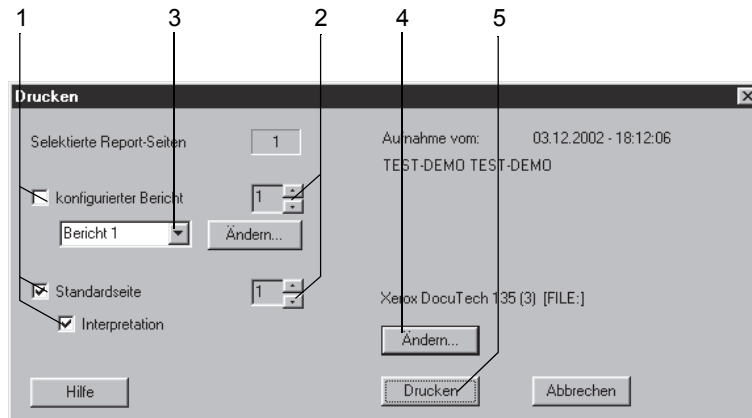 1 3 2 4 5
Drucken
Selektierte Report-Seiten 1
Aufnahme vom: 03.12.2002 - 18:12:06
TEST-DEMO TEST-DEMO
konfigurierter Bericht 1
Bericht 1 Ändern...
Standardseite 1
Xerox DocuTech 135 (3) [FILE:]
Interpretation
Ändern...
Hilfe Drucken Abbrechen